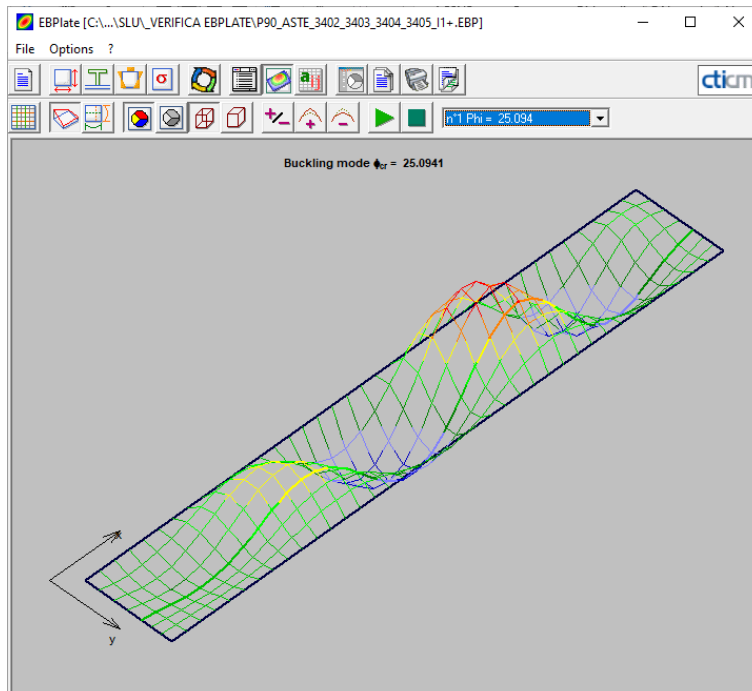 EBPlate [C:\...\SLU\_VERIFICA EBPLATE\P90_ASTE_3402_3403_3404_3405_I1+.EBP]
File Options ?
σ a cticm
+/- n°1 Phi = 25.094
Buckling mode ϕcr = 25.0941
x
y